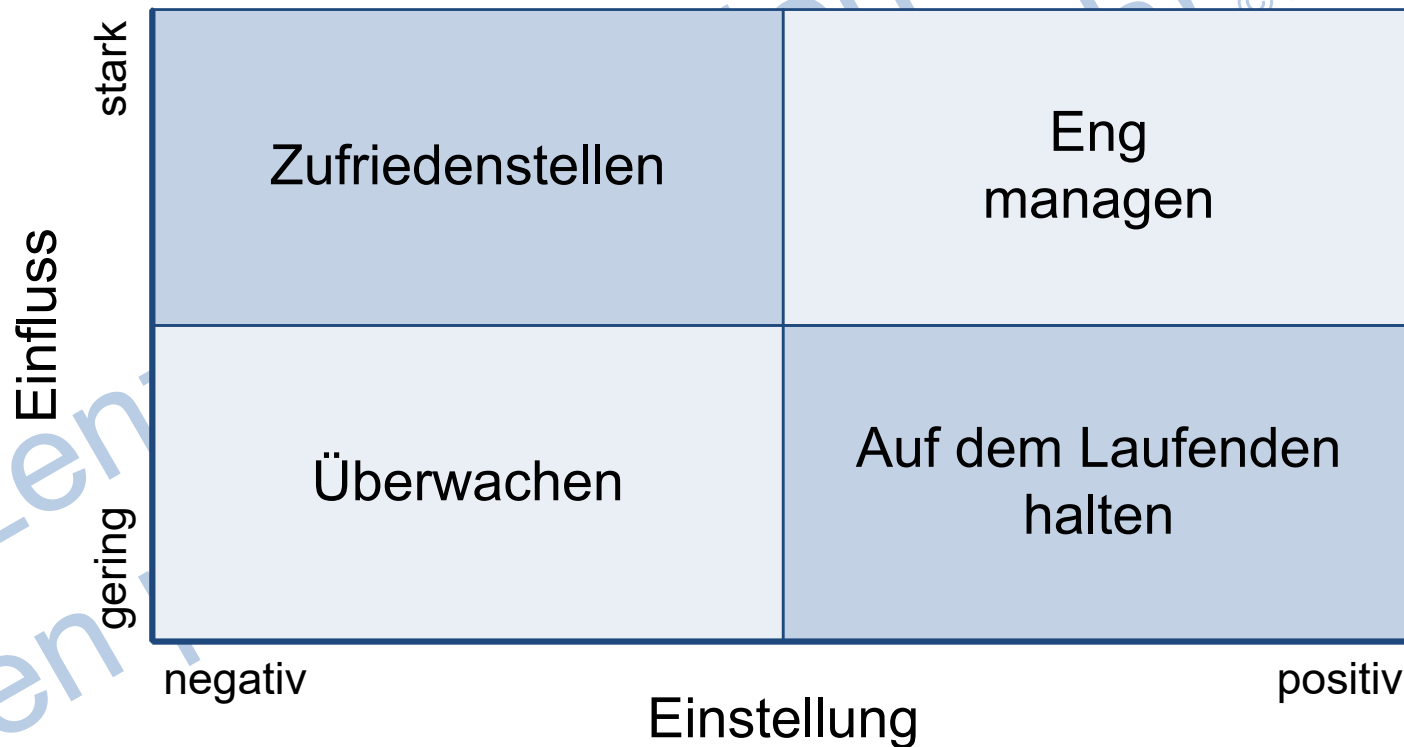 stark
Zufriedenstellen
Eng
managen
Einfluss
Überwachen
Auf dem Laufenden
halten
gering
negativ
positiv
Einstellung
©